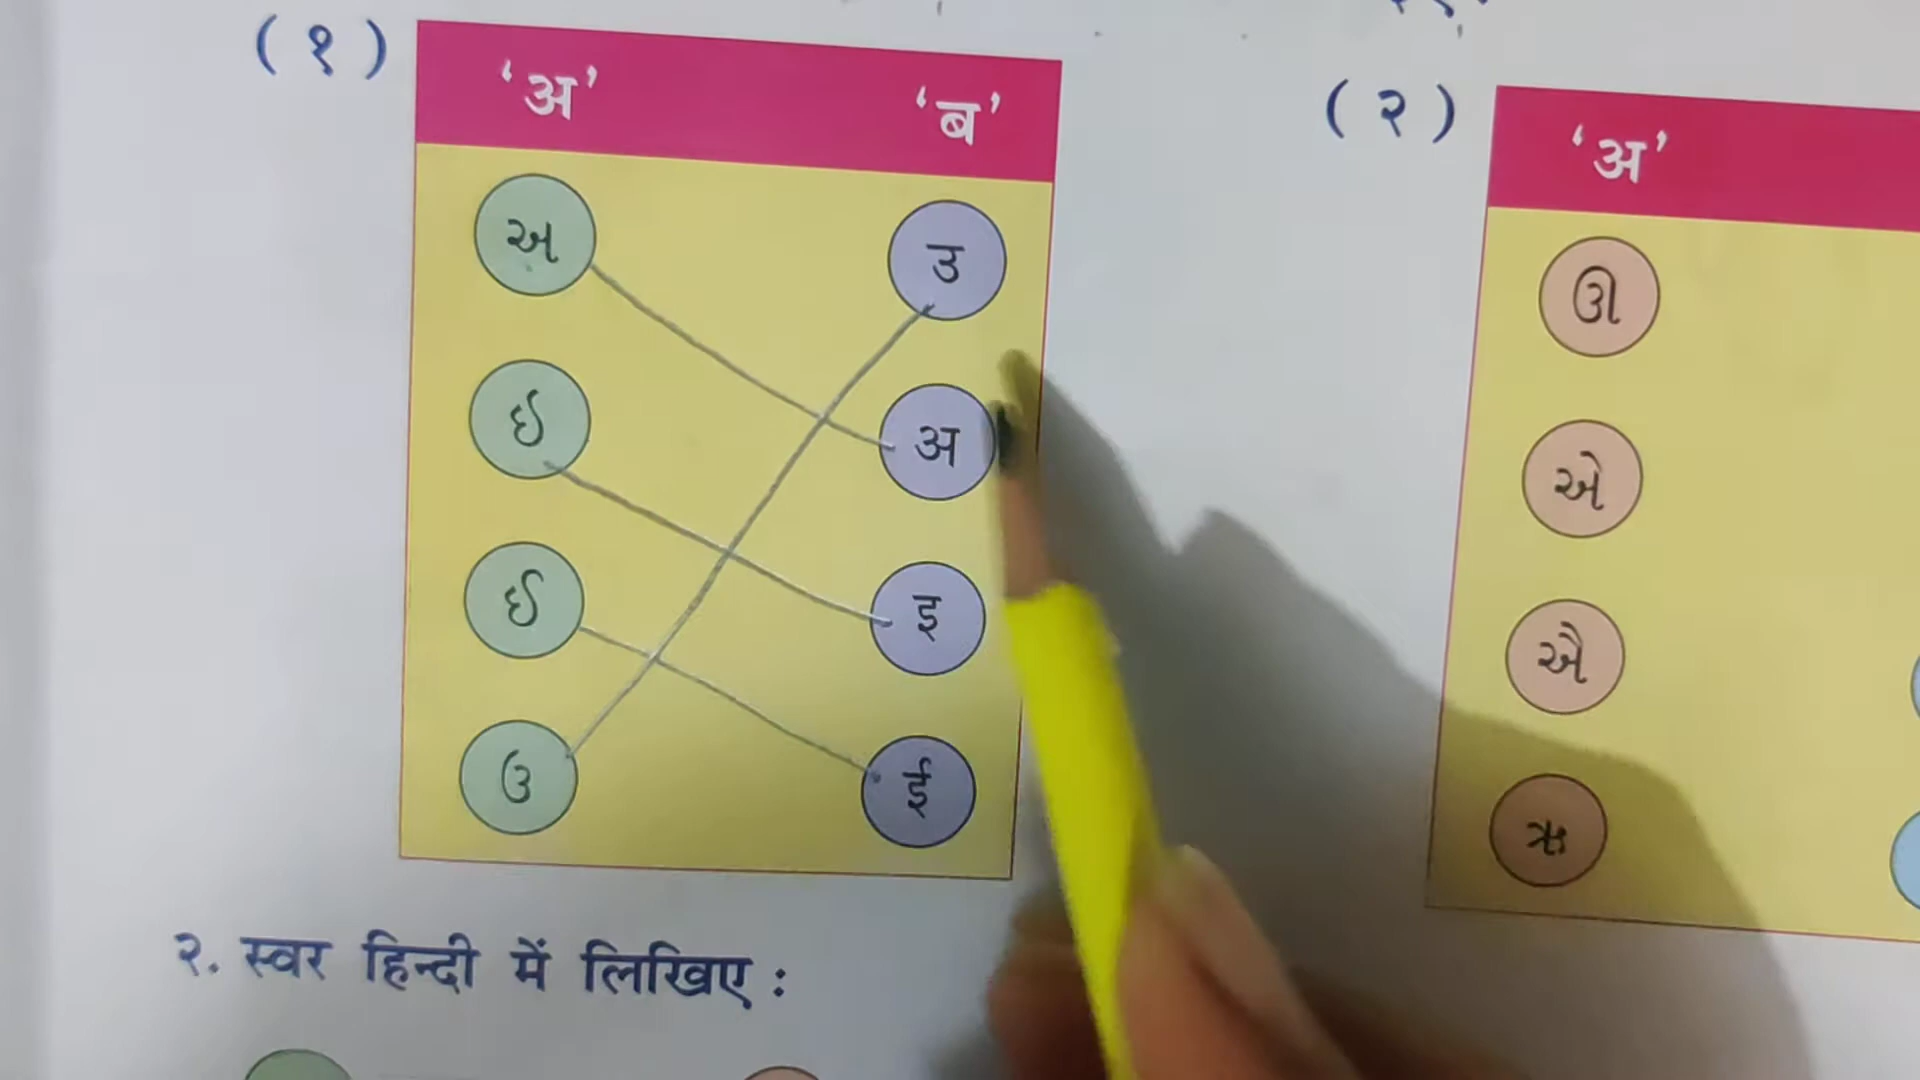 (१)
'अ' 'ब'
અ उ
ઇ अ
ઈ इ
ઉ ई
(२)
'अ'
ઊ
એ
ઐ
ઋ
२. स्वर हिन्दी में लिखिए :